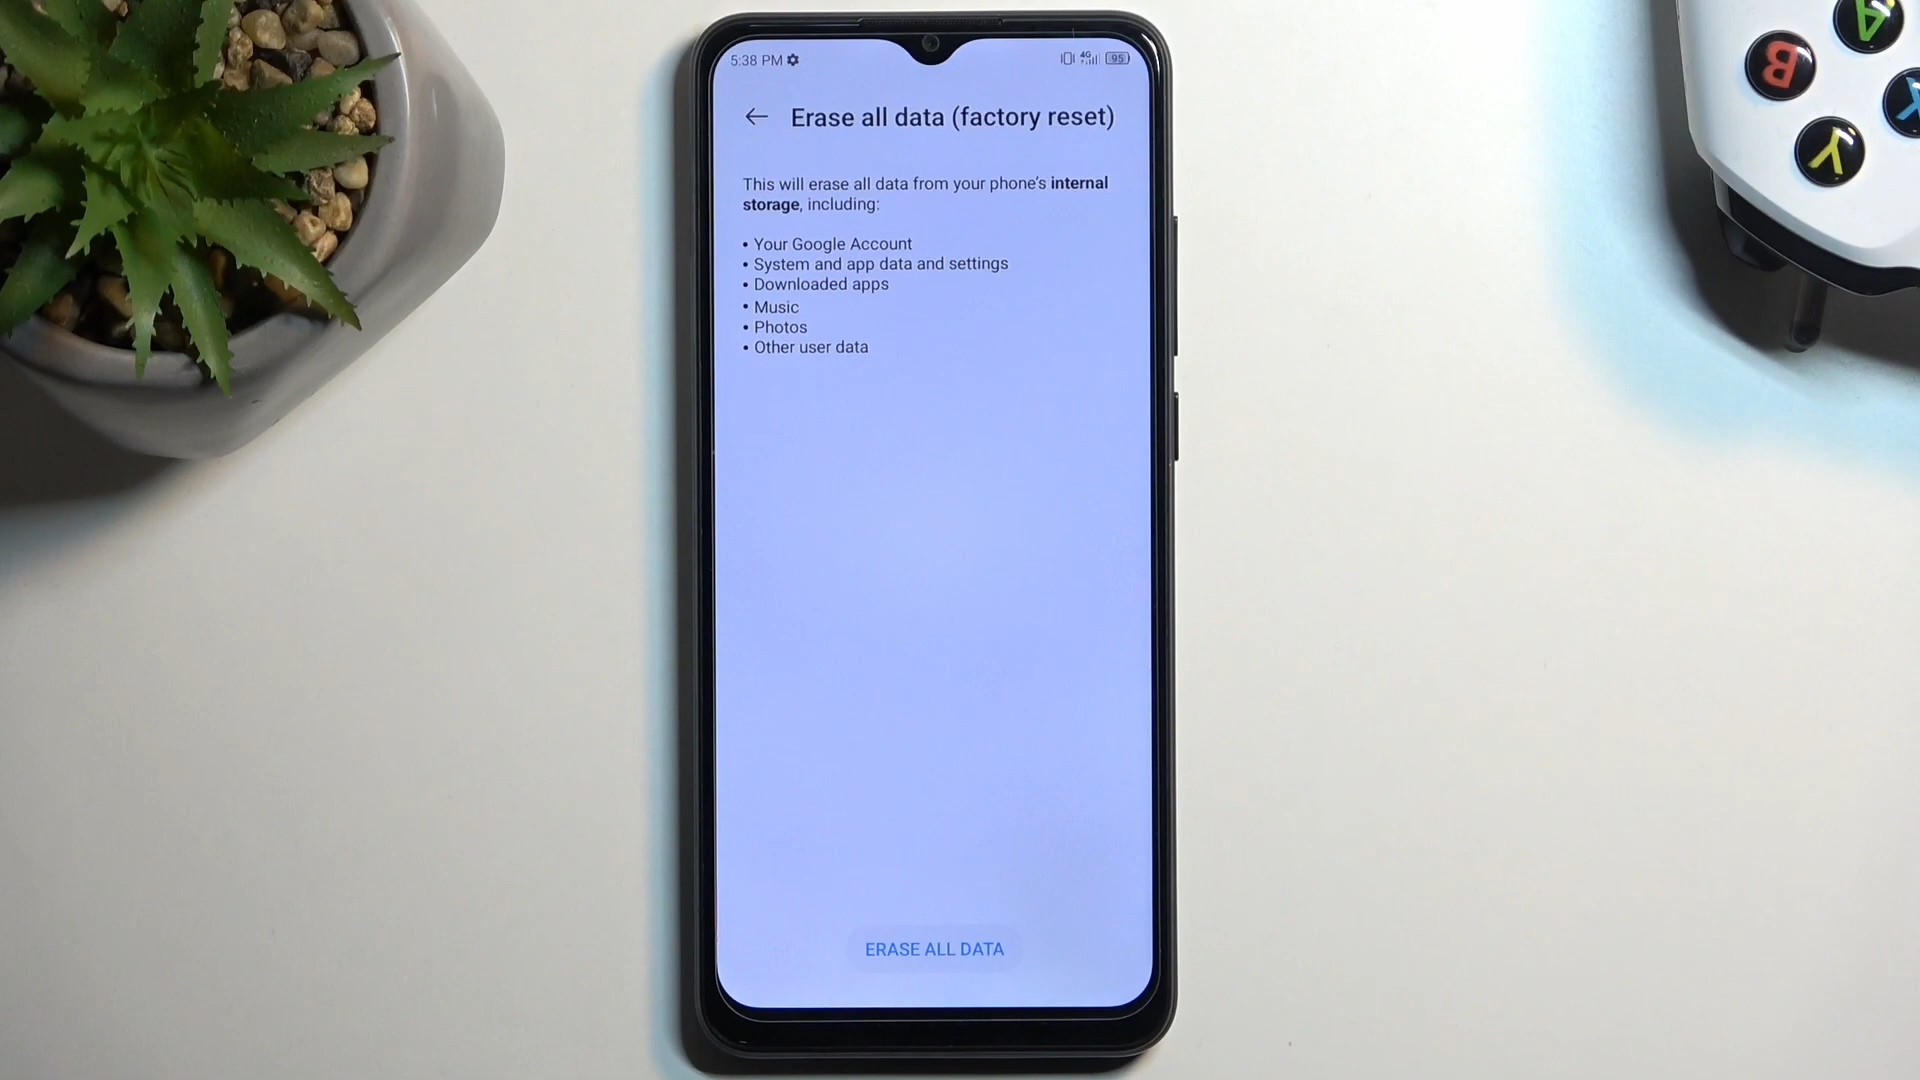 5:38 PM
4G
95
Erase all data (factory reset)
This will erase all data from your phone's internal
storage, including:
• Your Google Account
• System and app data and settings
• Downloaded apps
• Music
• Photos
• Other user data
ERASE ALL DATA
A
B
X
Y